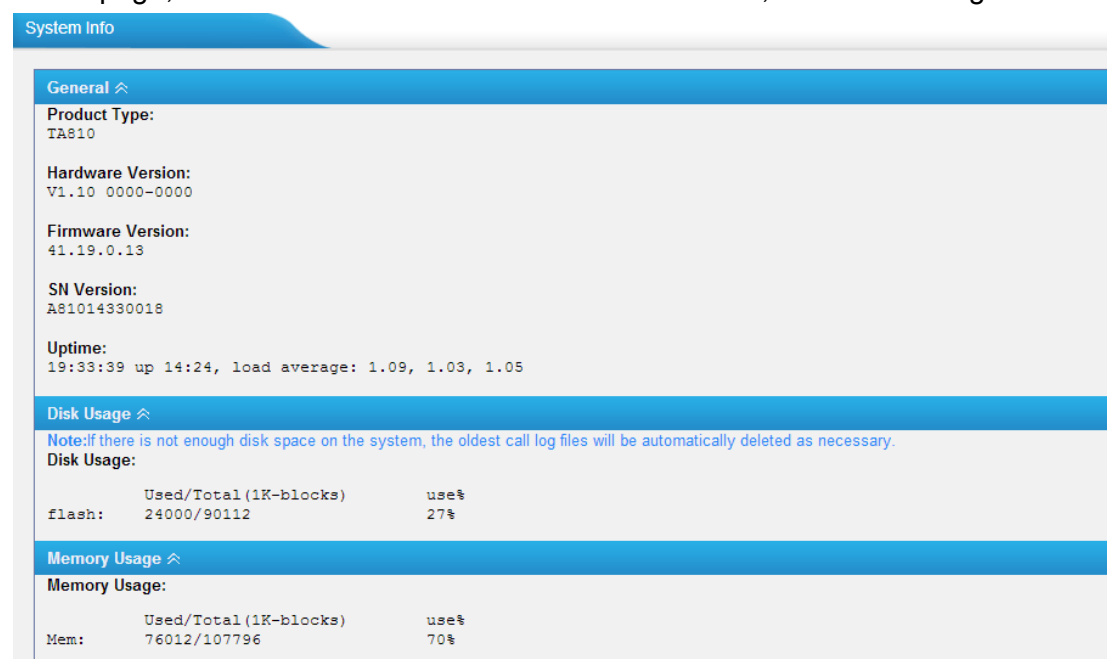 System Info
General
Product Type:
TA810
Hardware Version:
V1.10 0000-0000
Firmware Version:
41.19.0.13
SN Version:
A81014330018
Uptime:
19:33:39 up 14:24, load average: 1.09, 1.03, 1.05
Disk Usage
Note:If there is not enough disk space on the system, the oldest call log files will be automatically deleted as necessary.
Disk Usage:
Used/Total(1K-blocks) use%
flash: 24000/90112 27%
Memory Usage
Memory Usage:
Used/Total(1K-blocks) use%
Mem: 76012/107796 70%